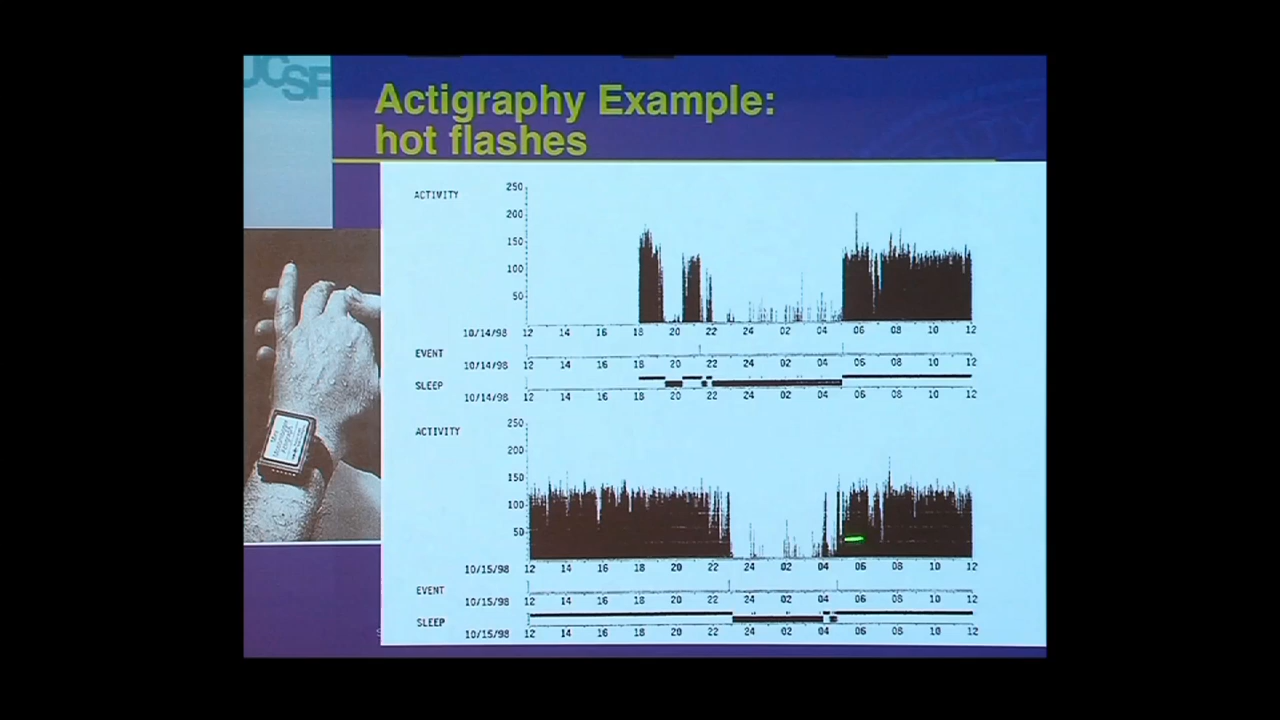 UCSF
Actigraphy Example:
hot flashes
ACTIVITY
250
200
150
100
50
10/14/98 12 14 16 18 20 22 24 02 04 06 08 10 12
EVENT
10/14/98 12 14 16 18 20 22 24 02 04 06 08 10 12
SLEEP
10/14/98 12 14 16 18 20 22 24 02 04 06 08 10 12
ACTIVITY
250
200
150
100
50
10/15/98 12 14 16 18 20 22 24 02 04 06 08 10 12
EVENT
10/15/98 12 14 16 18 20 22 24 02 04 06 08 10 12
SLEEP
10/15/98 12 14 16 18 20 22 24 02 04 06 08 10 12